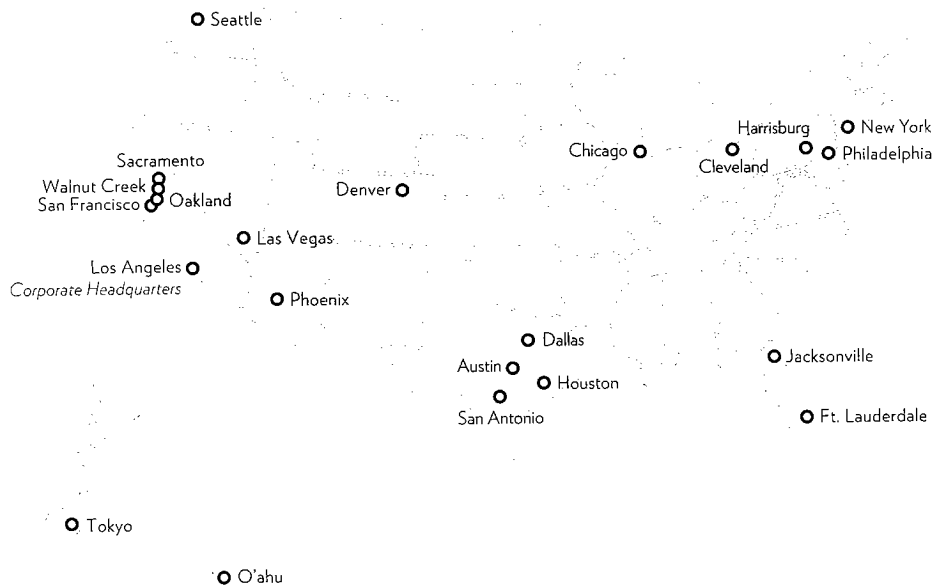 Seattle
New York
Harrisburg
Philadelphia
Chicago
Cleveland
Sacramento
Walnut Creek
Oakland
San Francisco
Denver
Las Vegas
Los Angeles
Corporate Headquarters
Phoenix
Dallas
Jacksonville
Austin
Houston
San Antonio
Ft. Lauderdale
Tokyo
O'ahu